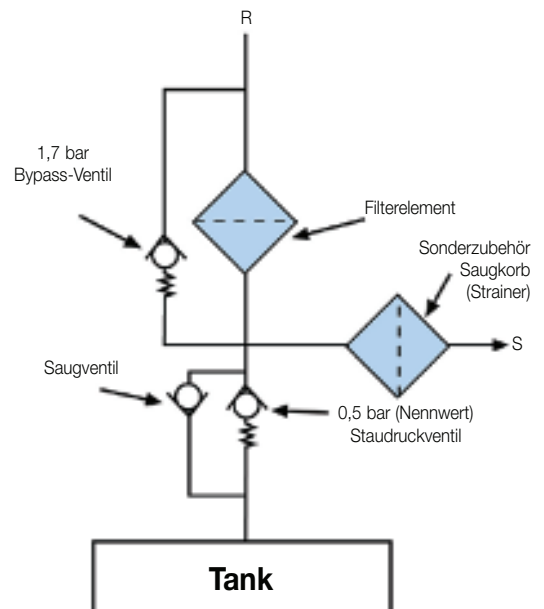 R
1,7 bar
Bypass-Ventil
Filterelement
Sonderzubehör
Saugkorb
(Strainer)
S
Saugventil
0,5 bar (Nennwert)
Staudruckventil
Tank